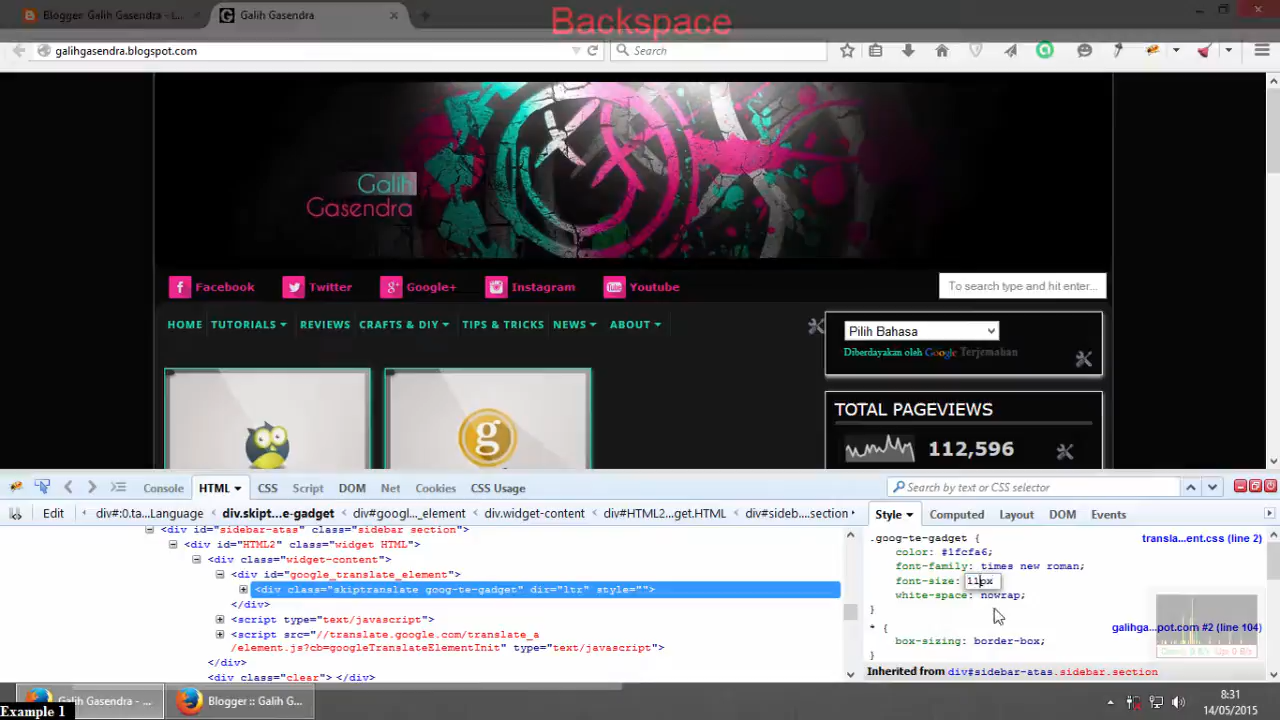 Backspace
Blogger: Galih Gasendra - L...
Galih Gasendra
galihgasendra.blogspot.com
Search
Galih
Gasendra
Facebook
Twitter
Google+
Instagram
Youtube
To search type and hit enter...
HOME
TUTORIALS
REVIEWS
CRAFTS & DIY
TIPS & TRICKS
NEWS
ABOUT
Pilih Bahasa
Diberdayakan oleh Google Terjemahan
TOTAL PAGEVIEWS
112,596
Console
HTML
CSS
Script
DOM
Net
Cookies
CSS Usage
Search by text or CSS selector
Edit
div#:0.ta....Language
div.skipt...e-gadget
div#googl..._element
div.widget-content
div#HTML2...get.HTML
div#sideb....section
Style
Computed
Layout
DOM
Events
<div id="sidebar-atas" class="sidebar section">
<div id="HTML2" class="widget HTML">
<div class="widget-content">
<div id="google_translate_element">
<div class="skiptranslate goog-te-gadget" dir="ltr" style="">
</div>
<script type="text/javascript">
<script src="//translate.google.com/translate_a
/element.js?cb=googleTranslateElementInit" type="text/javascript">
</div>
<div class="clear"> </div>
.goog-te-gadget {
transla...ent.css (line 2)
color: #1fcfa6;
font-family: times new roman;
font-size: 11px
white-space: nowrap;
}
* {
galihga...pot.com #2 (line 104)
box-sizing: border-box;
}
Inherited from div#sidebar-atas.sidebar.section
Galih Gasendra - ...
Blogger :: Galih G...
Example 1
8:31
14/05/2015